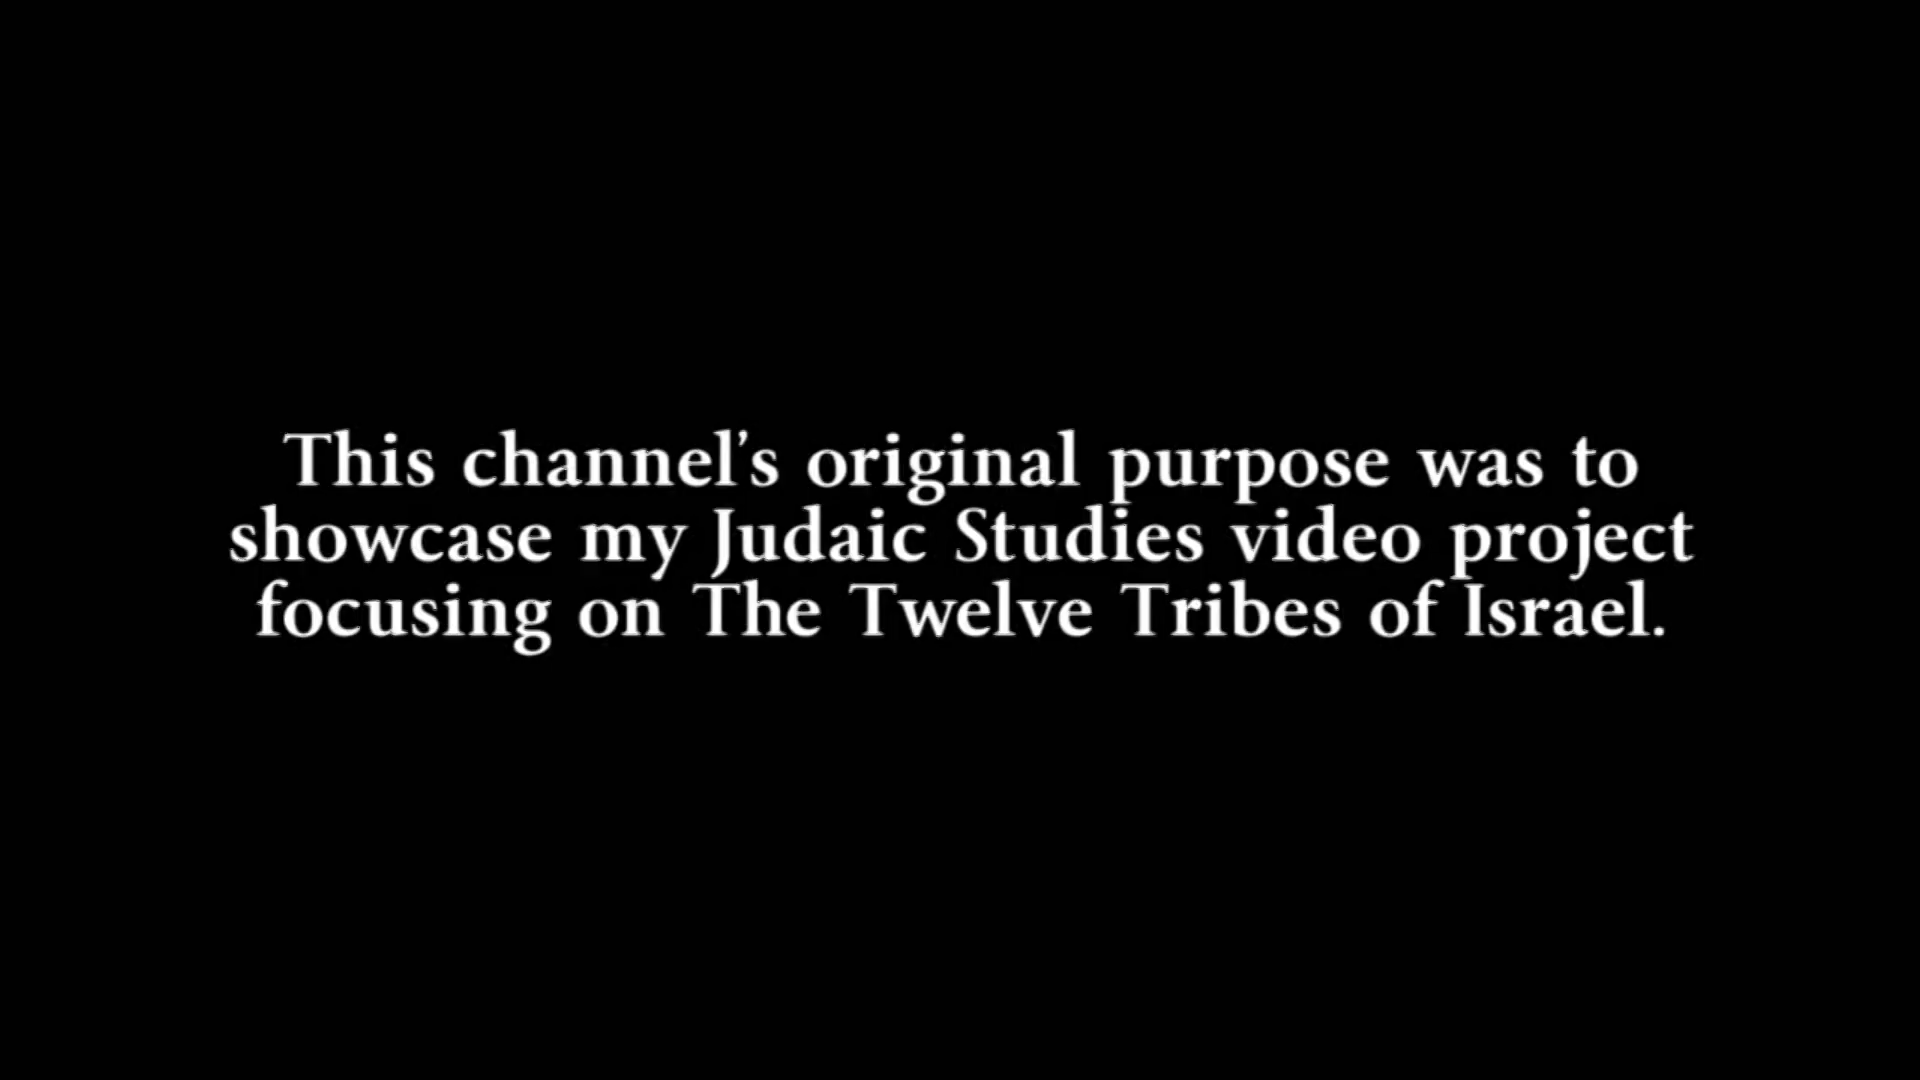 This channel's original purpose was to
showcase my Judaic Studies video project
focusing on The Twelve Tribes of Israel.